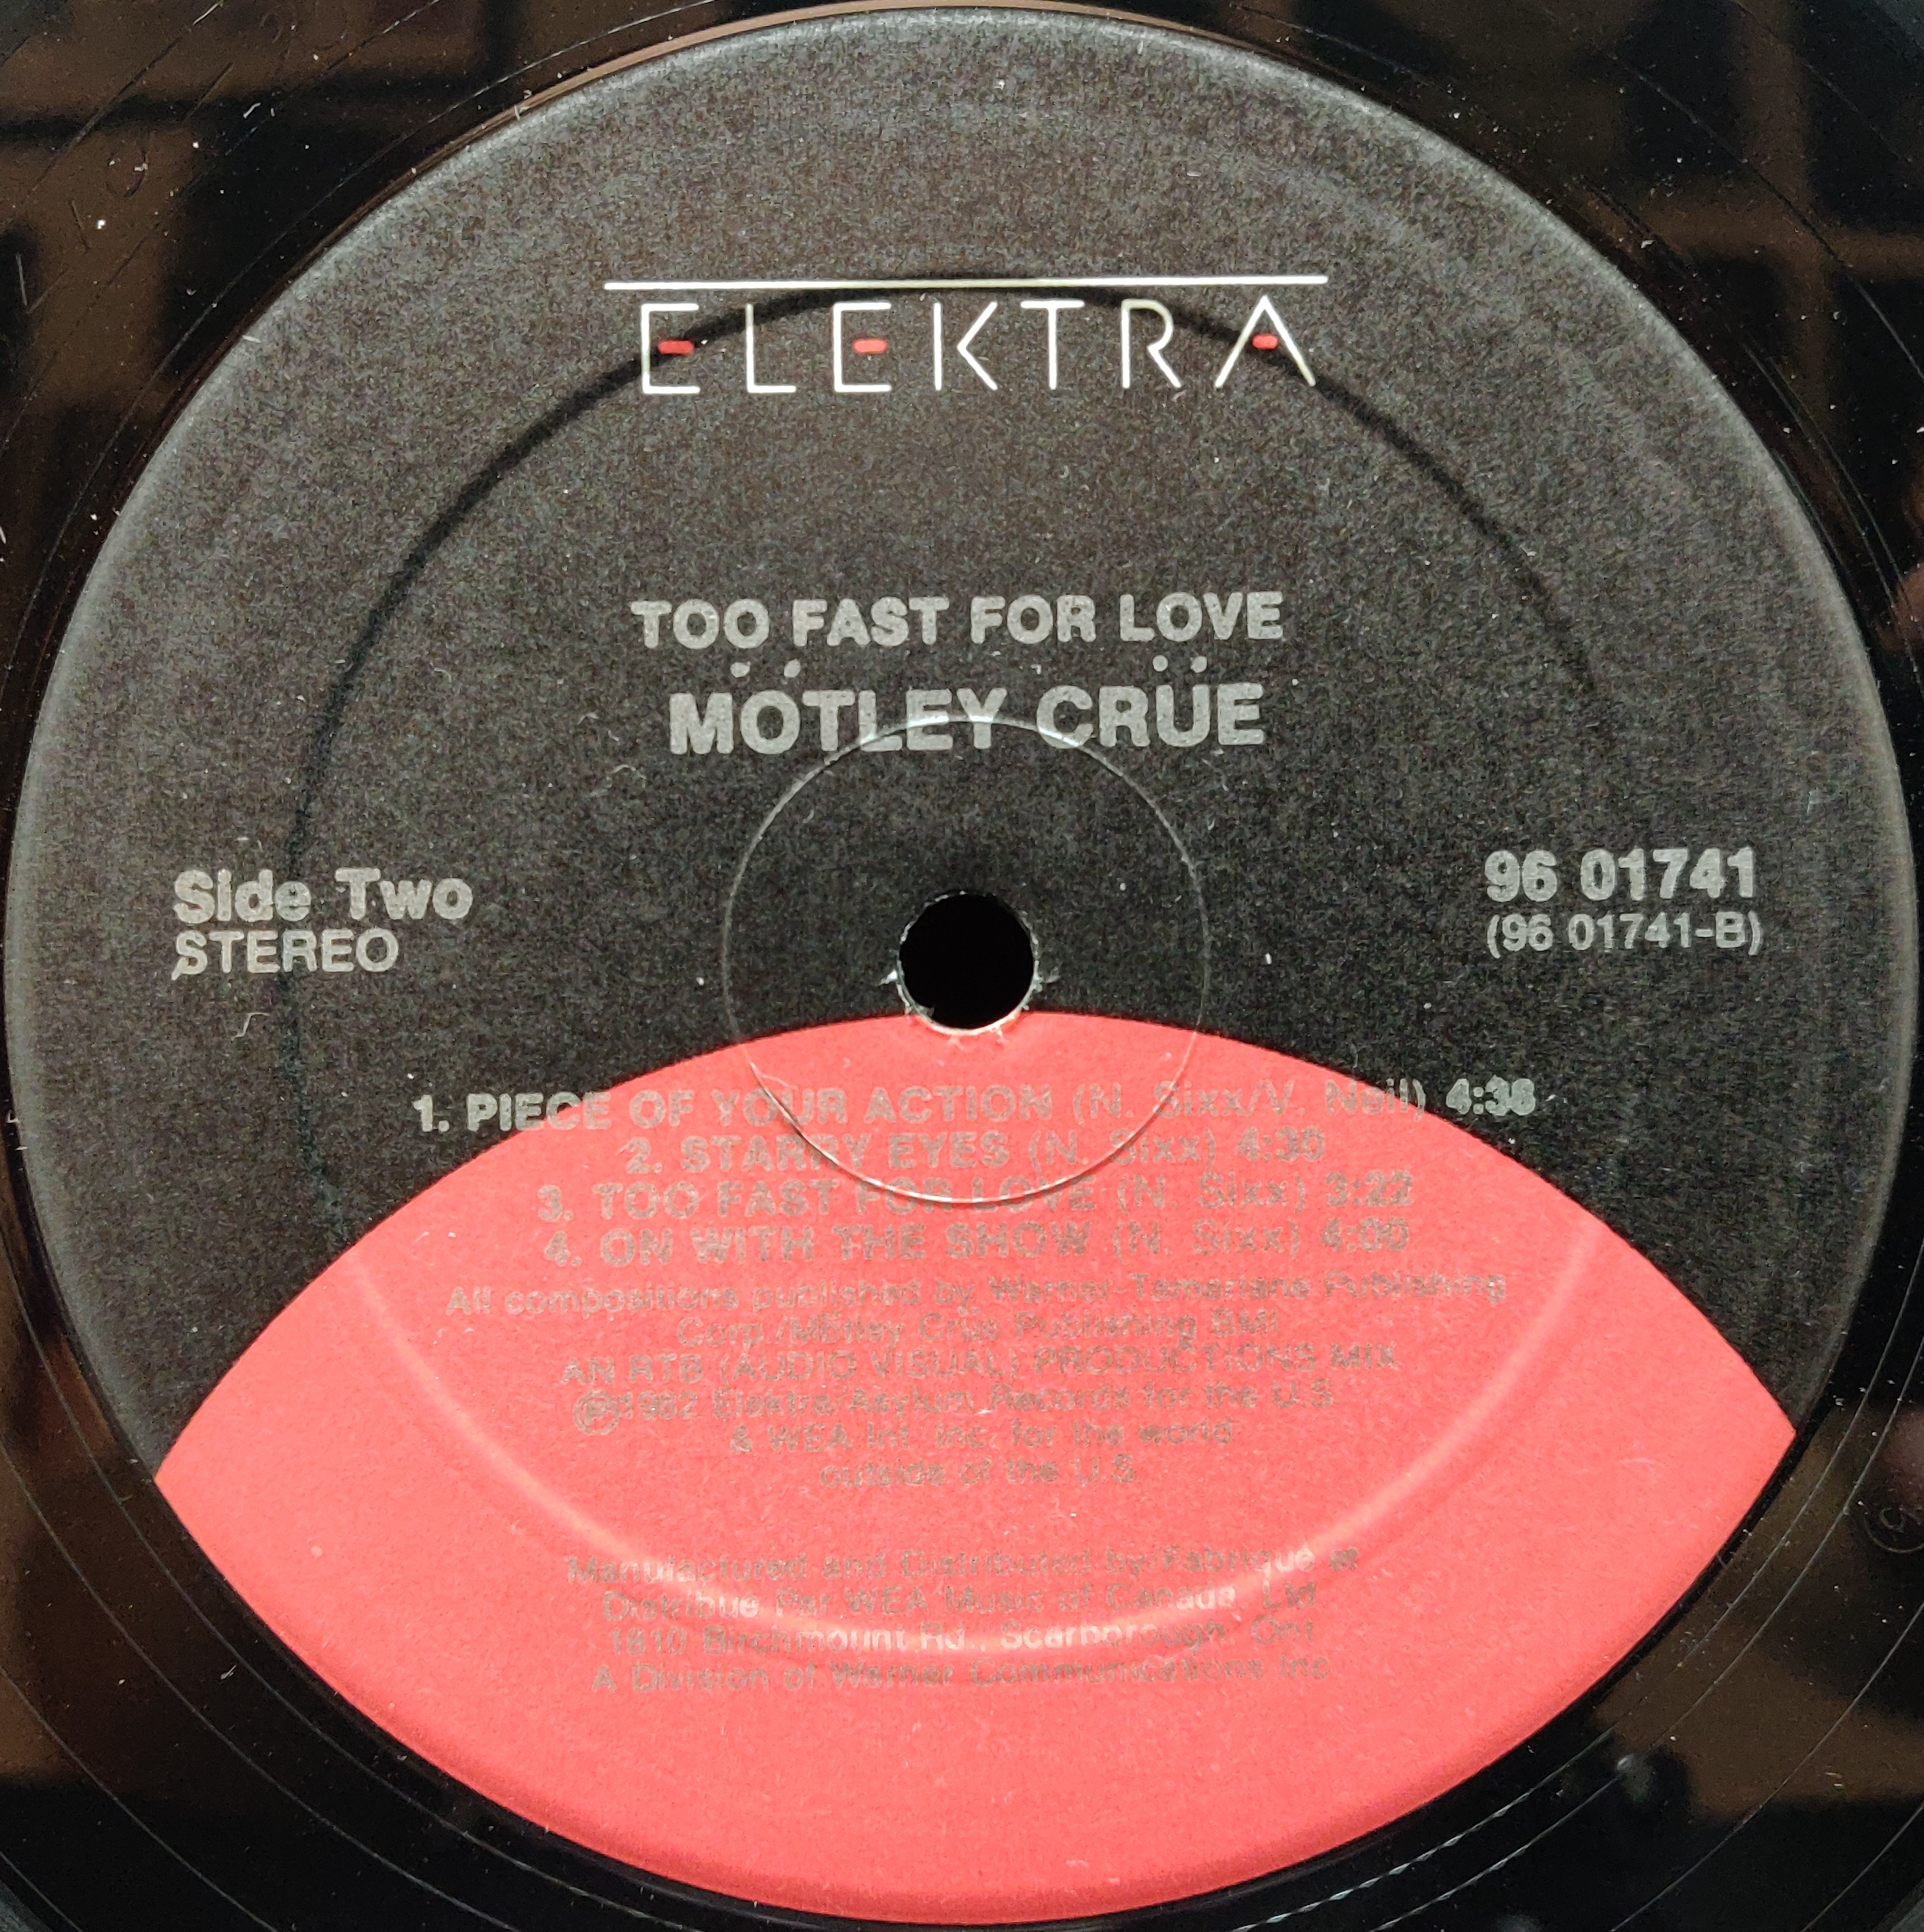 ELEKTRA
TOO FAST FOR LOVE
MÖTLEY CRÜE
Side Two
STEREO
96 01741
(96 01741-B)
1. PIECE OF YOUR ACTION (N. Sixx/V. Neil) 4:38
2. STARRY EYES (N. Sixx) 4:30
3. TOO FAST FOR LOVE (N. Sixx) 3:22
4. ON WITH THE SHOW (N. Sixx) 4:00
All compositions published by Warner-Tamerlane Publishing
Corp./Mötley Crüe Publishing BMI
AN RTB (AUDIO VISUAL) PRODUCTIONS MIX
℗1982 Elektra/Asylum Records for the U.S.
& WEA Int. Inc. for the world
outside of the U.S.
Manufactured and Distributed by/Fabrique et
Distribue Par WEA Music of Canada, Ltd.
1810 Birchmount Rd., Scarborough, Ont.
A Division of Warner Communications Inc.